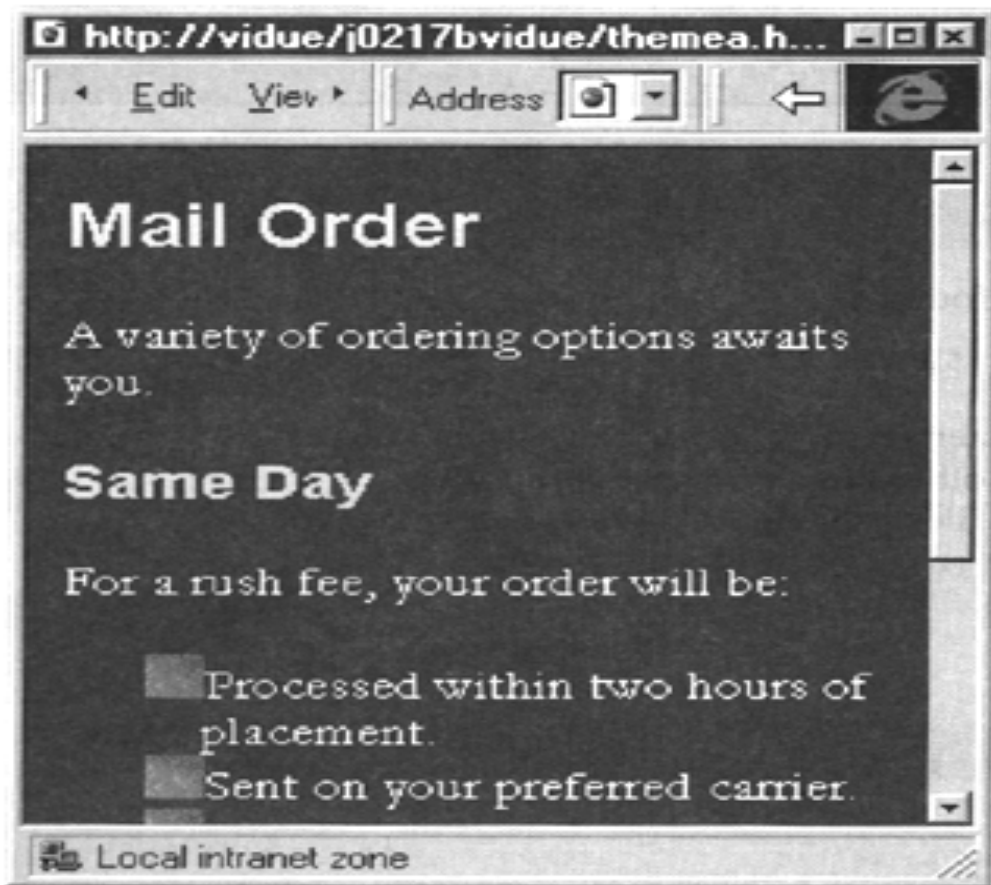 http://vidue/j0217bvidue/themea.h...
Edit View Address
Mail Order
A variety of ordering options awaits
you.
Same Day
For a rush fee, your order will be:
Processed within two hours of
placement.
Sent on your preferred carrier.
Local intranet zone